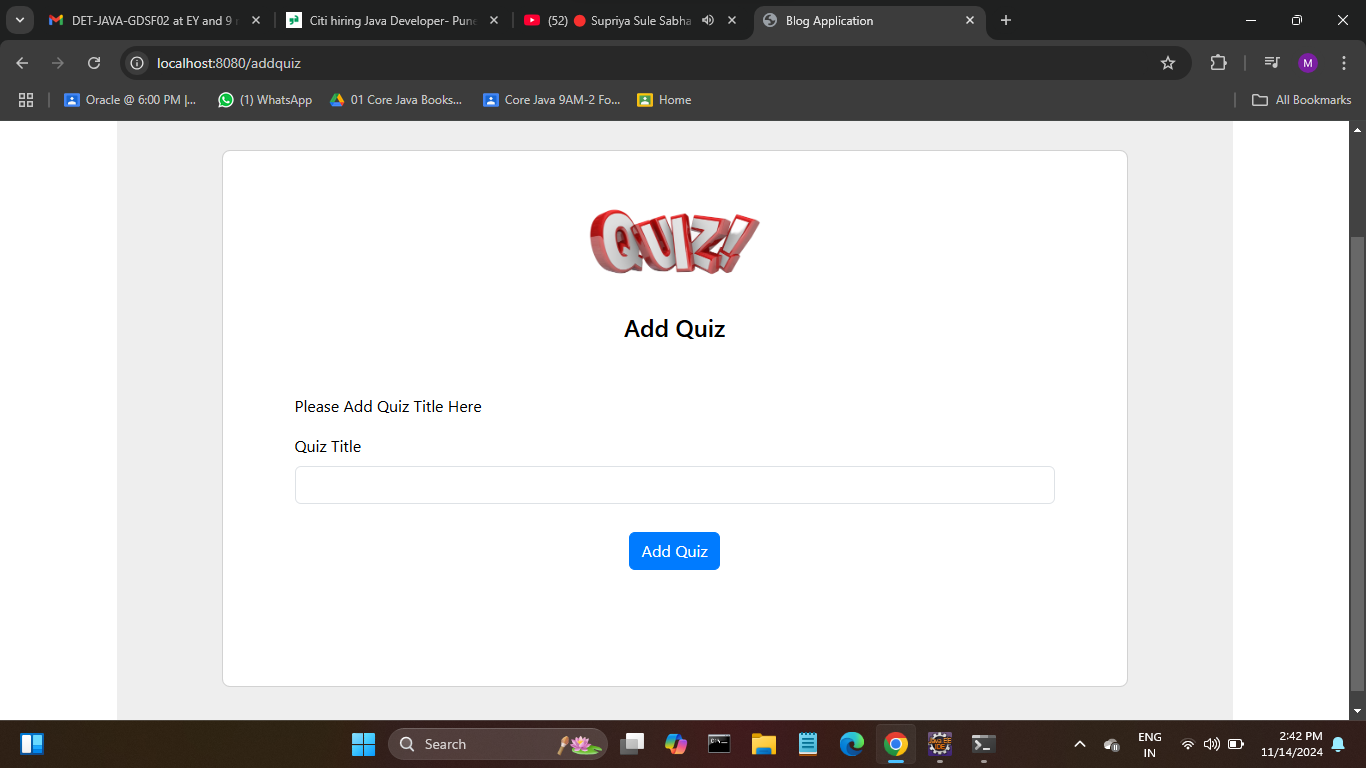 DET-JAVA-GDSF02 at EY and 9
Citi hiring Java Developer- Pune
(52) Supriya Sule Sabha
Blog Application
localhost:8080/addquiz
M
Oracle @ 6:00 PM |...
(1) WhatsApp
01 Core Java Books...
Core Java 9AM-2 Fo...
Home
All Bookmarks
QUIZ!
Add Quiz
Please Add Quiz Title Here
Quiz Title
Add Quiz
Search
ENG
IN
2:42 PM
11/14/2024